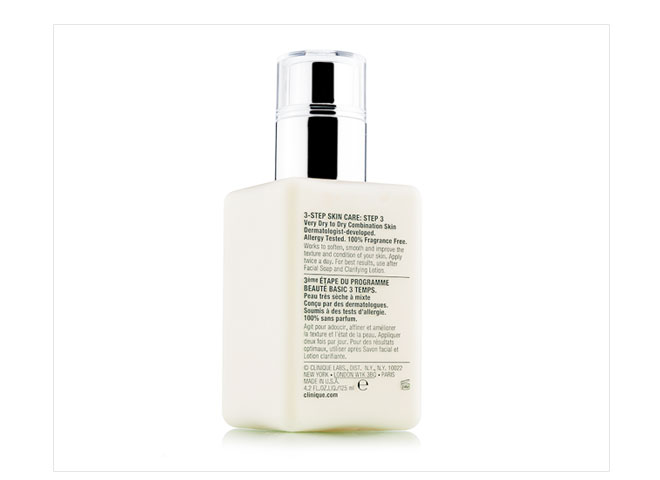 3-STEP SKIN CARE: STEP 3
Very Dry to Dry Combination Skin
Dermatologist-developed.
Allergy Tested. 100% Fragrance Free.
Works to soften, smooth and improve the
texture and condition of your skin. Apply
twice a day. For best results, use after
Facial Soap and Clarifying Lotion.
3ème ÉTAPE DU PROGRAMME
BEAUTÉ BASIC 3 TEMPS.
Peau très sèche à mixte
Conçu par des dermatologues.
Soumis à des tests d'allergie.
100% sans parfum.
Agit pour adoucir, affiner et améliorer
la texture et l'état de la peau. Appliquer
deux fois par jour. Pour des résultats
optimaux, utiliser après Savon facial et
Lotion clarifiante.
© CLINIQUE LABS, DIST. N.Y., N.Y. 10022
NEW YORK • LONDON W1K 3BG • PARIS
MADE IN U.S.A.
4.2 FL.OZ.LIQ./125 ml ℮
clinique.com